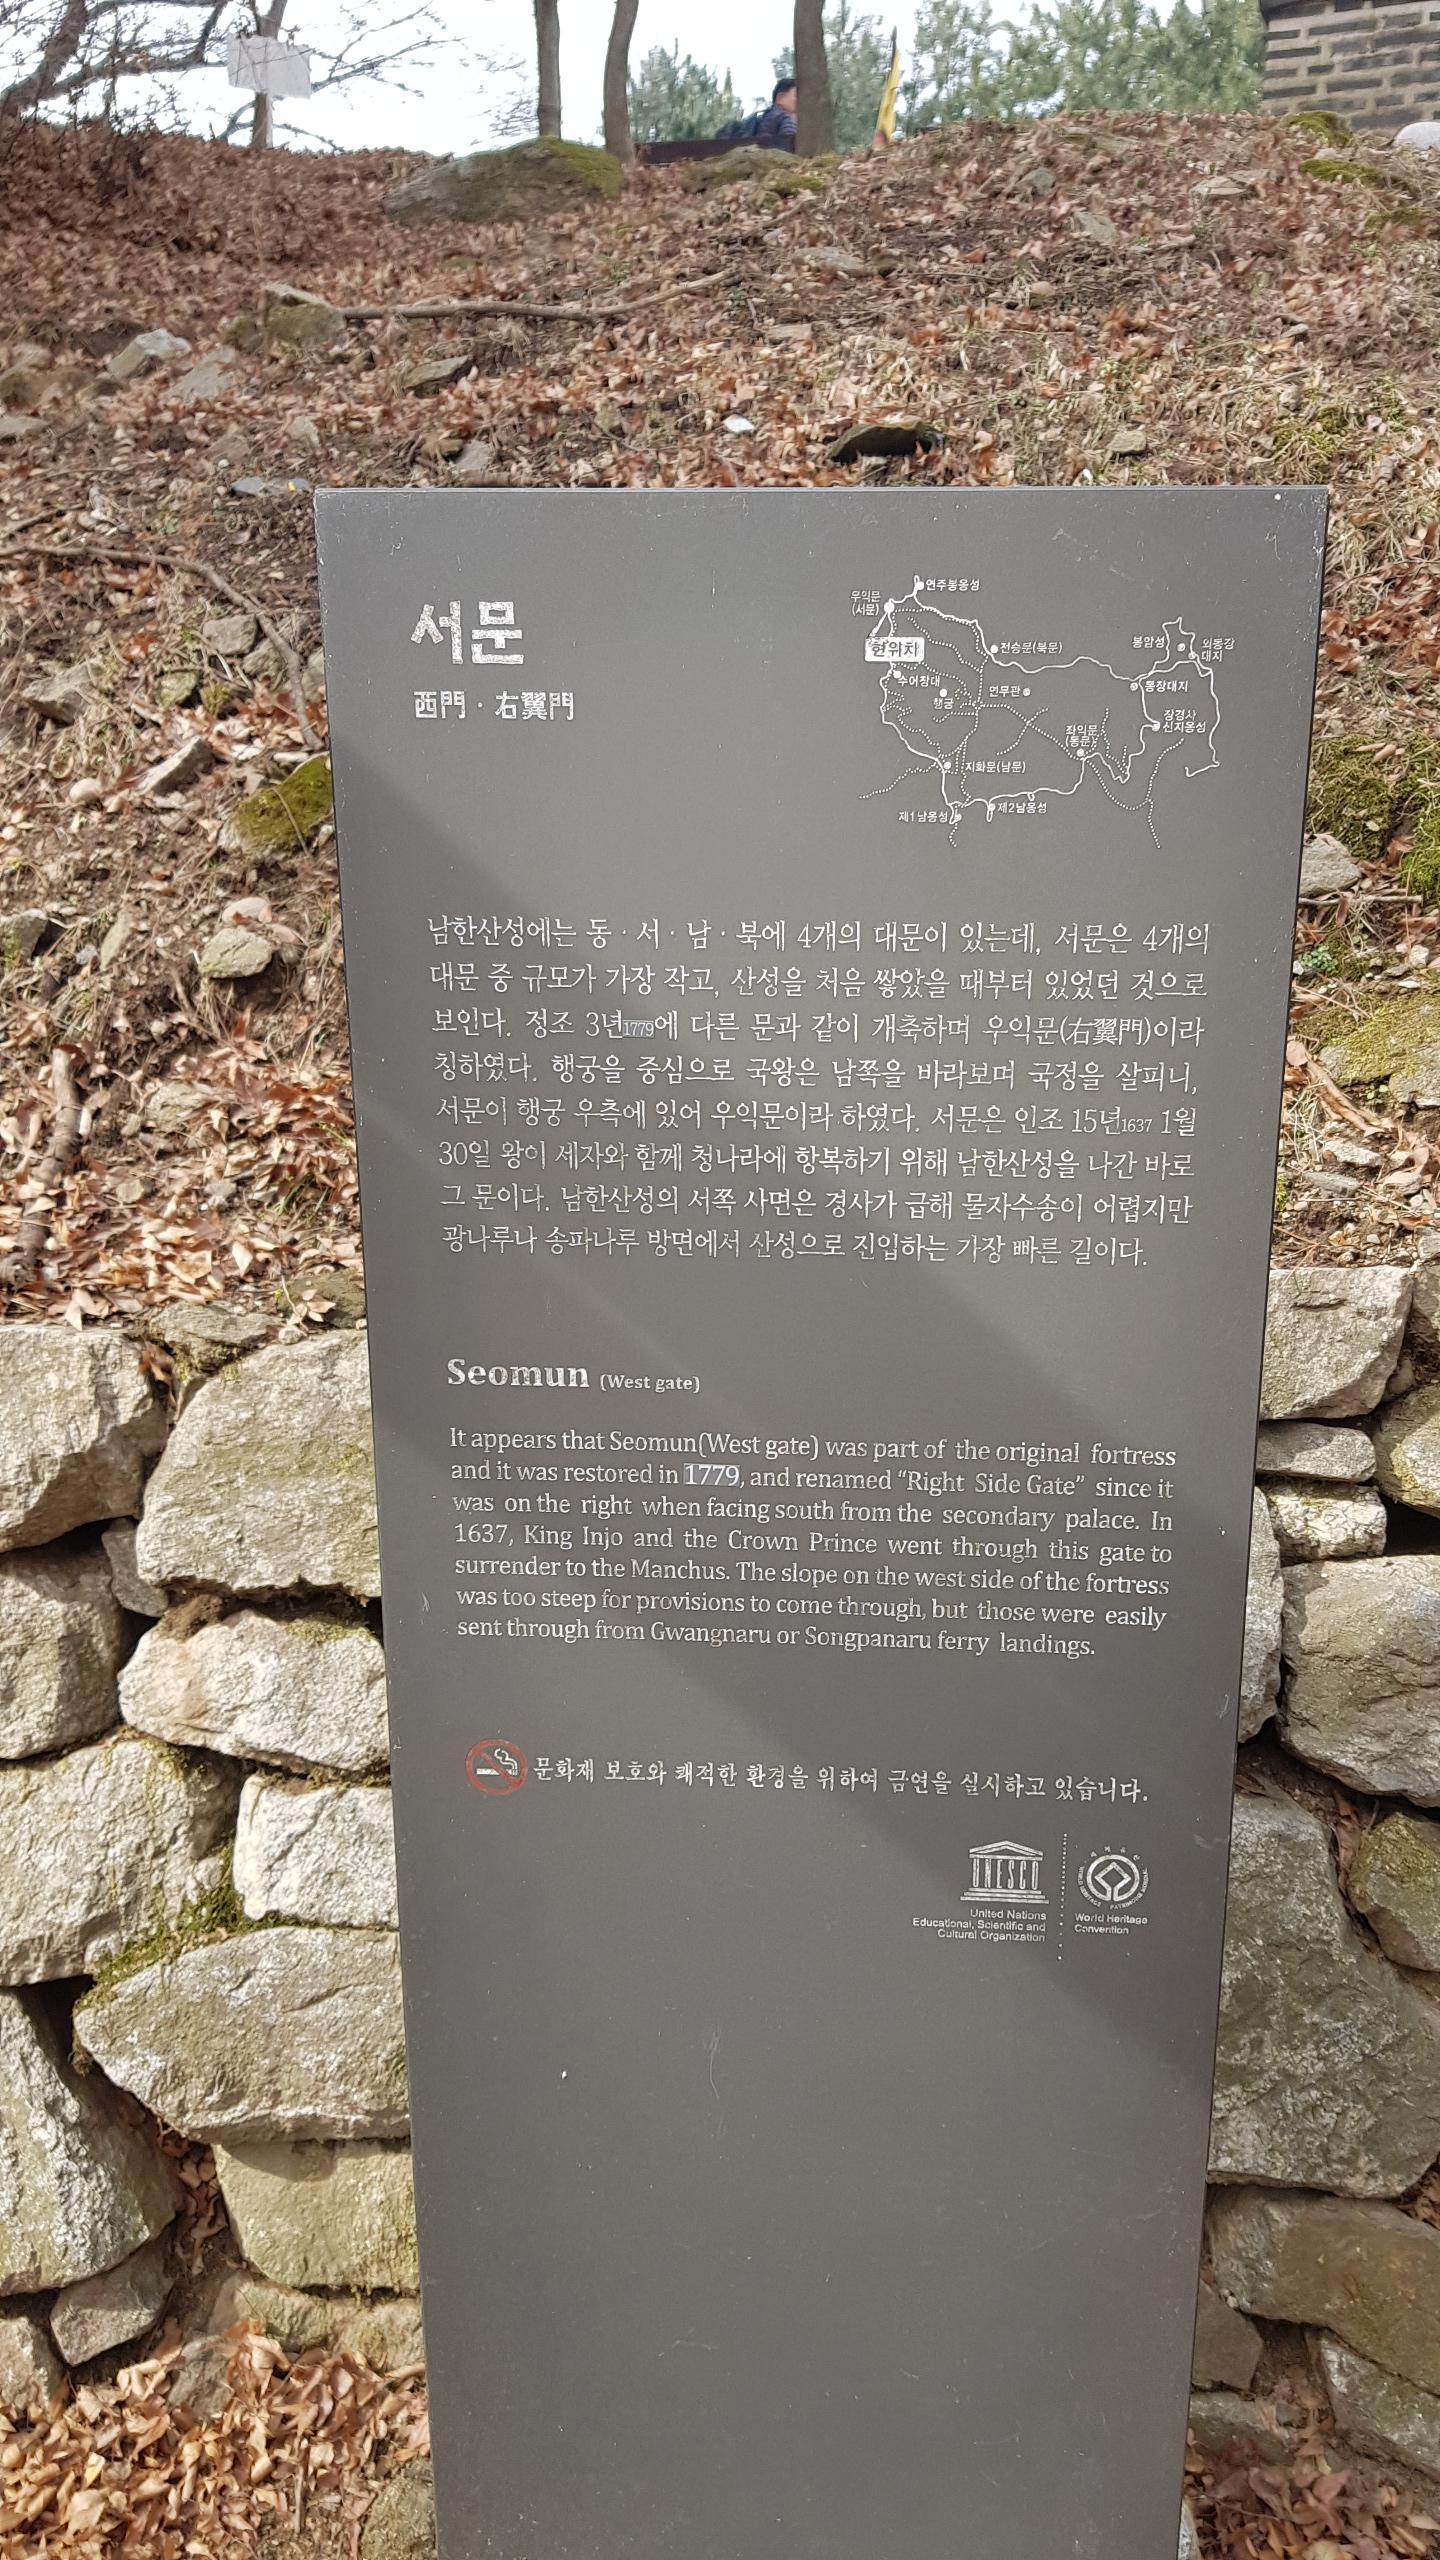 서문
西門 · 右翼門
연주봉옹성
우익문
(서문)
현위치
전승문(북문)
봉암성
외동장
대지
수어장대
행궁
연무관
동장대지
장경사
신지옹성
좌익문
(동문)
지화문(남문)
제1남옹성
제2남옹성
남한산성에는 동 · 서 · 남 · 북에 4개의 대문이 있는데, 서문은 4개의
대문 중 규모가 가장 작고, 산성을 처음 쌓았을 때부터 있었던 것으로
보인다. 정조 3년1779에 다른 문과 같이 개축하며 우익문(右翼門)이라
칭하였다. 행궁을 중심으로 국왕은 남쪽을 바라보며 국정을 살피니,
서문이 행궁 우측에 있어 우익문이라 하였다. 서문은 인조 15년1637 1월
30일 왕이 세자와 함께 청나라에 항복하기 위해 남한산성을 나간 바로
그 문이다. 남한산성의 서쪽 사면은 경사가 급해 물자수송이 어렵지만
광나루나 송파나루 방면에서 산성으로 진입하는 가장 빠른 길이다.
Seomun (West gate)
It appears that Seomun(West gate) was part of the original fortress
and it was restored in 1779, and renamed “Right Side Gate” since it
was on the right when facing south from the secondary palace. In
1637, King Injo and the Crown Prince went through this gate to
surrender to the Manchus. The slope on the west side of the fortress
was too steep for provisions to come through, but those were easily
sent through from Gwangnaru or Songpanaru ferry landings.
문화재 보호와 쾌적한 환경을 위하여 금연을 실시하고 있습니다.
UNESCO
United Nations
Educational, Scientific and
Cultural Organization
세계유산
WORLD HERITAGE
PATRIMOINE MONDIAL
World Heritage
Convention